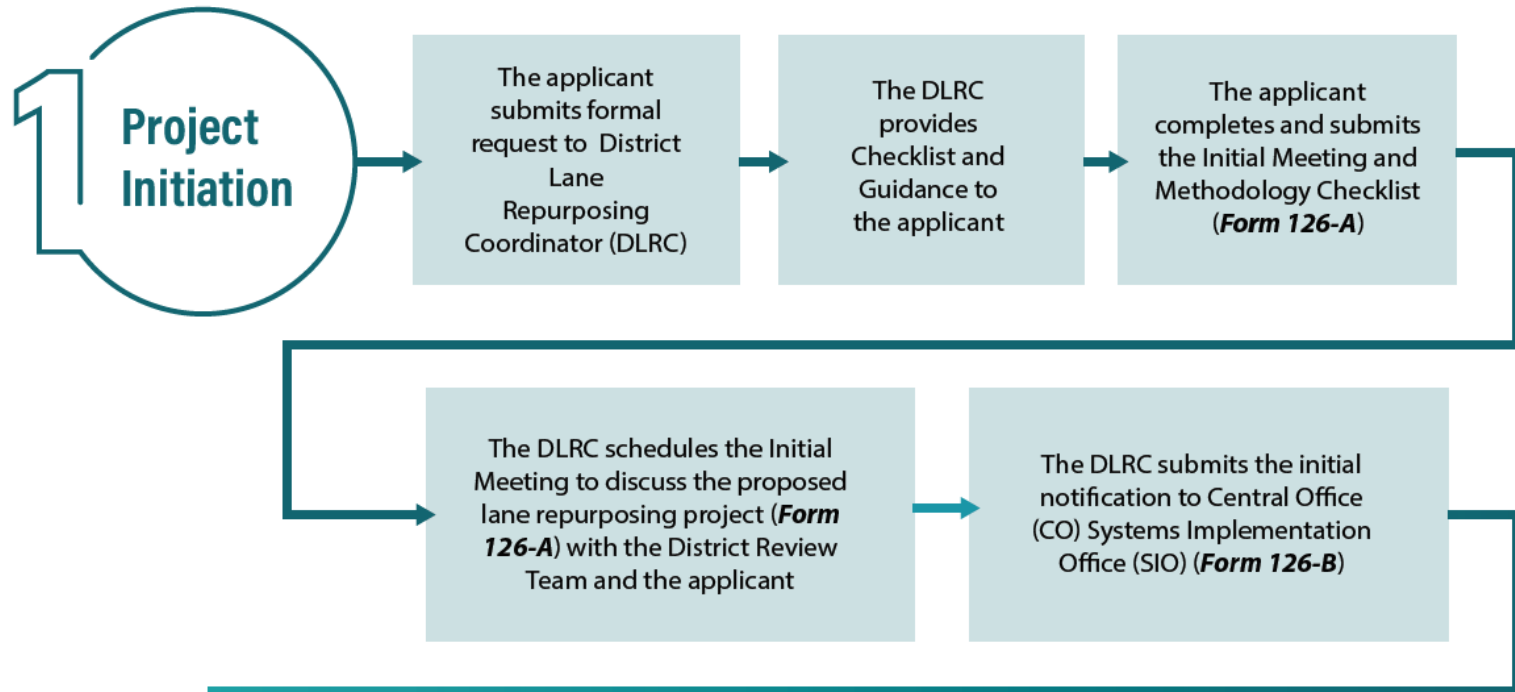 1
Project
Initiation
The applicant
submits formal
request to District
Lane
Repurposing
Coordinator (DLRC)
The DLRC
provides
Checklist and
Guidance to
the applicant
The applicant
completes and submits
the Initial Meeting and
Methodology Checklist
(Form 126-A)
The DLRC schedules the Initial
Meeting to discuss the proposed
lane repurposing project (Form
126-A) with the District Review
Team and the applicant
The DLRC submits the initial
notification to Central Office
(CO) Systems Implementation
Office (SIO) (Form 126-B)